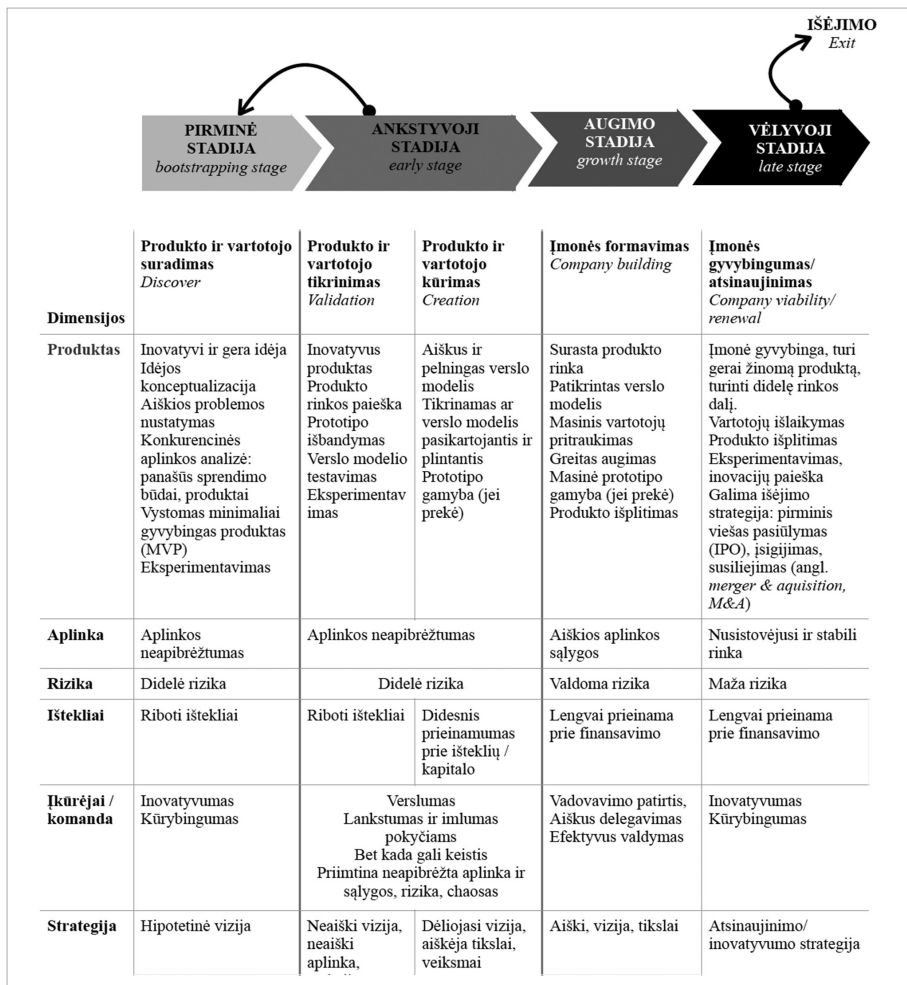 IŠĖJIMO
Exit
PIRMINĖ
STADIJA
bootstrapping stage
ANKSTYVOJI
STADIJA
early stage
AUGIMO
STADIJA
growth stage
VĖLYVOJI
STADIJA
late stage
Dimensijos
Produkto ir vartotojo
suradimas
Discover
Produkto ir
vartotojo
tikrinimas
Validation
Produkto ir
vartotojo
kūrimas
Creation
Įmonės formavimas
Company building
Įmonės
gyvybingumas/
atsinaujinimas
Company viability/
renewal
Produktas
Inovatyvi ir gera idėja
Idėjos
konceptualizacija
Aiškios problemos
nustatymas
Konkurencinės
aplinkos analizė:
panašūs sprendimo
būdai, produktai
Vystomas minimaliai
gyvybingas produktas
(MVP)
Eksperimentavimas
Inovatyvus
produktas
Produkto
rinkos paieška
Prototipo
išbandymas
Verslo modelio
testavimas
Eksperimentav
imas
Aiškus ir
pelningas verslo
modelis
Tikrinamas ar
verslo modelis
pasikartojantis ir
plintantis
Prototipo
gamyba (jei
prekė)
Surasta produkto
rinka
Patikrintas verslo
modelis
Masinis vartotojų
pritraukimas
Greitas augimas
Masinė prototipo
gamyba (jei prekė)
Produkto išplitimas
Įmonė gyvybinga, turi
gerai žinomą produktą,
turinti didelę rinkos
dalį.
Vartotojų išlaikymas
Produkto išplitimas
Eksperimentavimas,
inovacijų paieška
Galima išėjimo
strategija: pirminis
viešas pasiūlymas
(IPO), įsigijimas,
susiliejimas (angl.
merger & aquisition,
M&A)
Aplinka
Aplinkos
neapibrėžtumas
Aplinkos neapibrėžtumas
Aiškios aplinkos
sąlygos
Nusistovėjusi ir stabili
rinka
Rizika
Didelė rizika
Didelė rizika
Valdoma rizika
Maža rizika
Ištekliai
Riboti ištekliai
Riboti ištekliai
Didesnis
prieinamumas
prie išteklių /
kapitalo
Lengvai prieinama
prie finansavimo
Lengvai prieinama
prie finansavimo
Įkūrėjai /
komanda
Inovatyvumas
Kūrybingumas
Verslumas
Lankstumas ir imlumas
pokyčiams
Bet kada gali keistis
Priimtina neapibrėžta aplinka ir
sąlygos, rizika, chaosas
Vadovavimo patirtis,
Aiškus delegavimas
Efektyvus valdymas
Inovatyvumas
Kūrybingumas
Strategija
Hipotetinė vizija
Neaiški vizija,
neaiški
aplinka,
Dėliojasi vizija,
aiškėja tikslai,
veiksmai
Aiški, vizija, tikslai
Atsinaujinimo/
inovatyvumo strategija